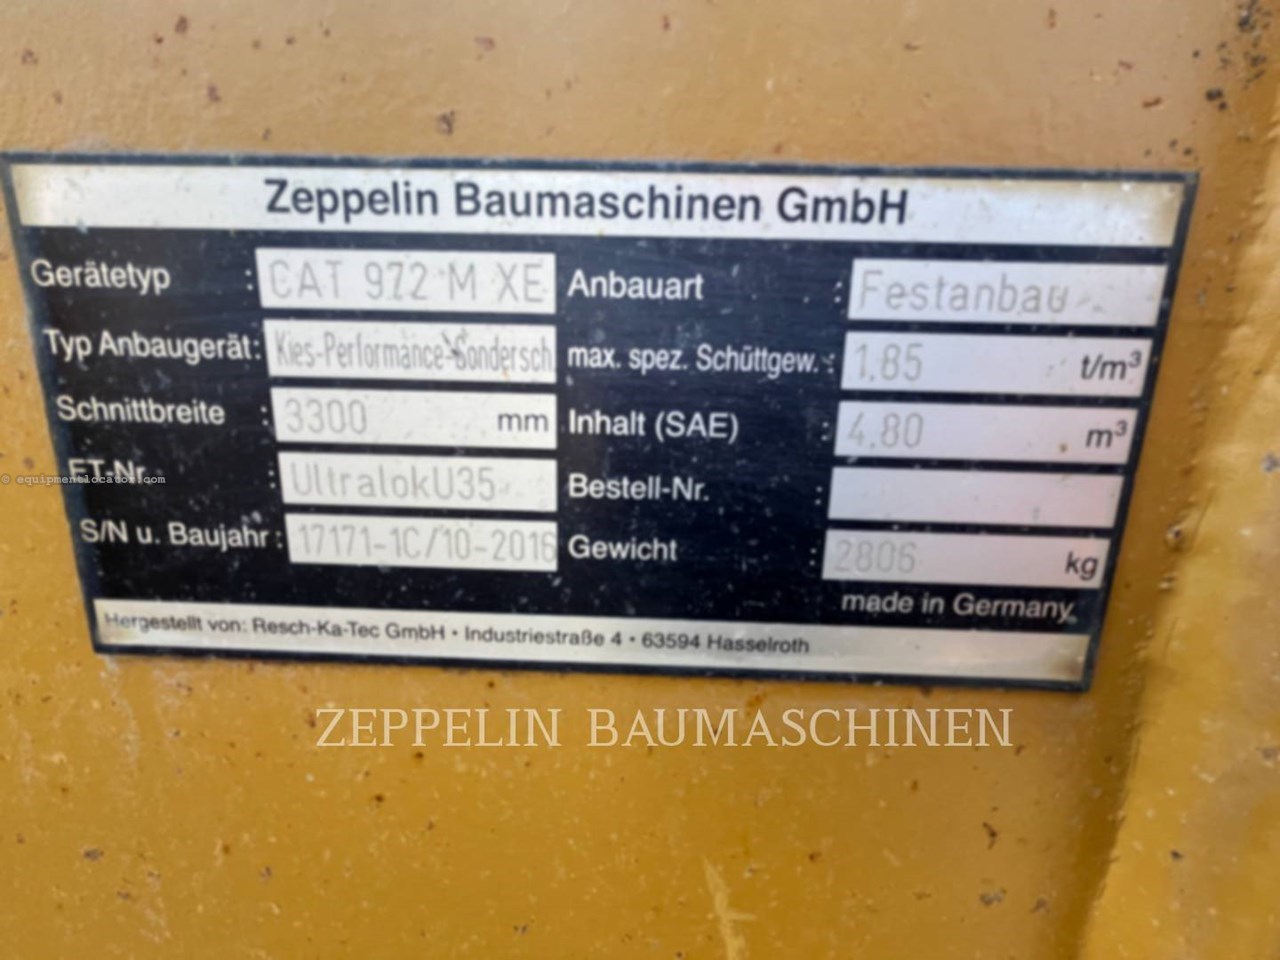 Zeppelin Baumaschinen GmbH
Gerätetyp : CAT 972 M XE Anbauart : Festanbau
Typ Anbaugerät: Kies-Performance-Sondersch max. spez. Schüttgew. : 1.85 t/m³
Schnittbreite : 3300 mm Inhalt (SAE) : 4.80 m³
ET-Nr. : UltralokU35 Bestell-Nr. :
S/N u. Baujahr : 17171-1C/10-2016 Gewicht : 2806 kg
made in Germany
Hergestellt von: Resch-Ka-Tec GmbH • Industriestraße 4 • 63594 Hasselroth
© equipmentlocator.com
ZEPPELIN BAUMASCHINEN